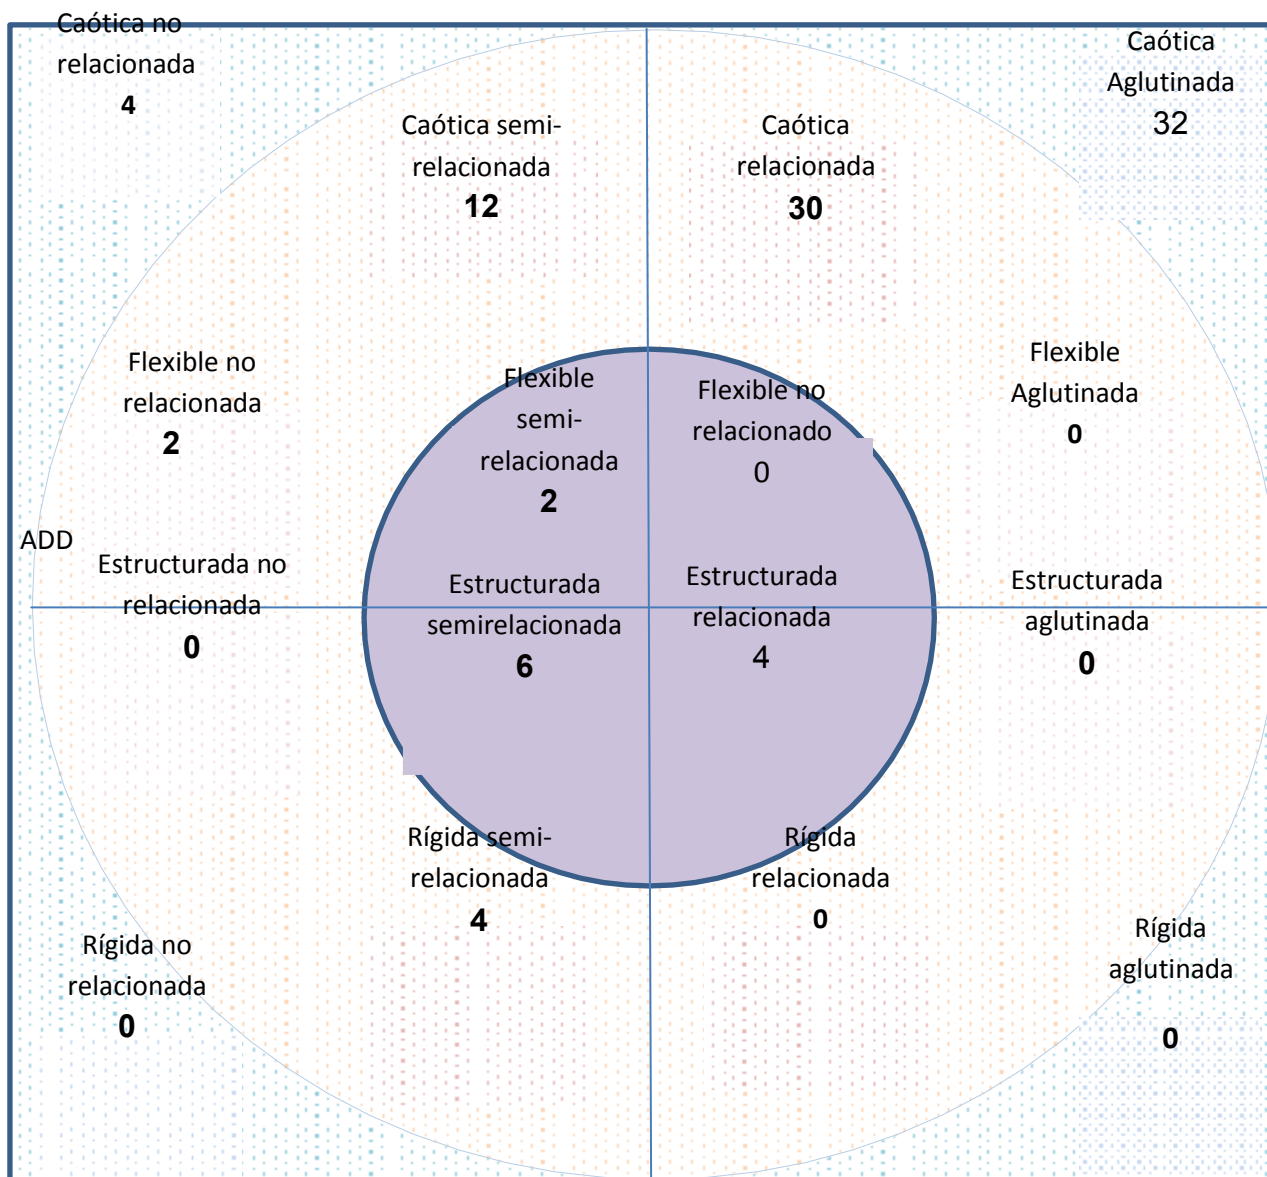 Caótica no
relacionada
4
Caótica semi-
relacionada
12
Caótica
relacionada
30
Caótica
Aglutinada
32
Flexible no
relacionada
2
Flexible
semi-
relacionada
2
Flexible no
relacionado
0
Flexible
Aglutinada
0
ADD
Estructurada no
relacionada
0
Estructurada
semirelacionada
6
Estructurada
relacionada
4
Estructurada
aglutinada
0
Rígida no
relacionada
0
Rígida semi-
relacionada
4
Rígida
relacionada
0
Rígida
aglutinada
0